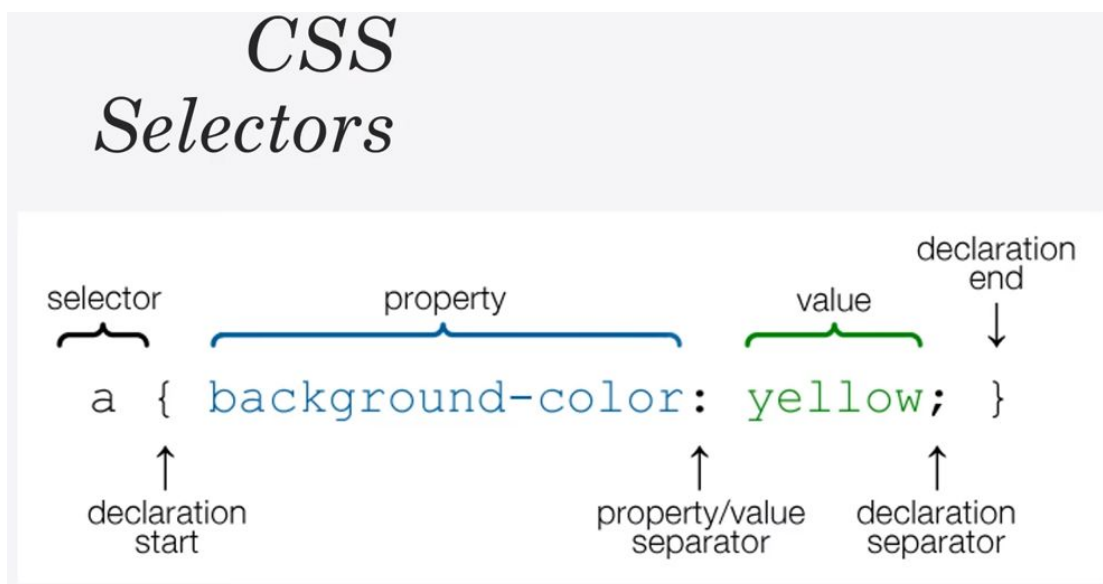 CSS
Selectors
declaration
end
selector
property
value
a { background-color: yellow; }
declaration
start
property/value
separator
declaration
separator